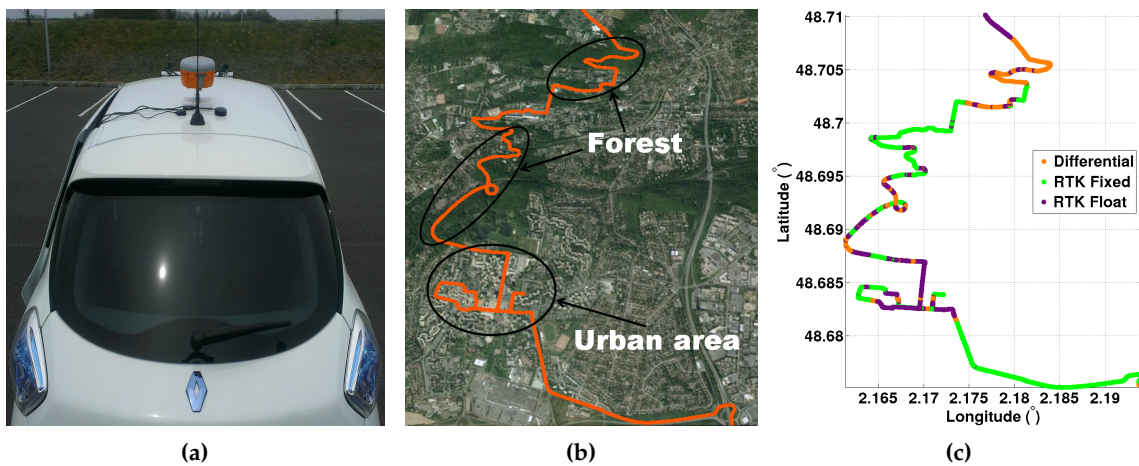 Forest
Urban area
48.71
48.705
48.7
48.695
48.69
48.685
48.68
Latitude (°)
Differential
RTK Fixed
RTK Float
2.165 2.17 2.175 2.18 2.185 2.19
Longitude (°)
(a) (b) (c)